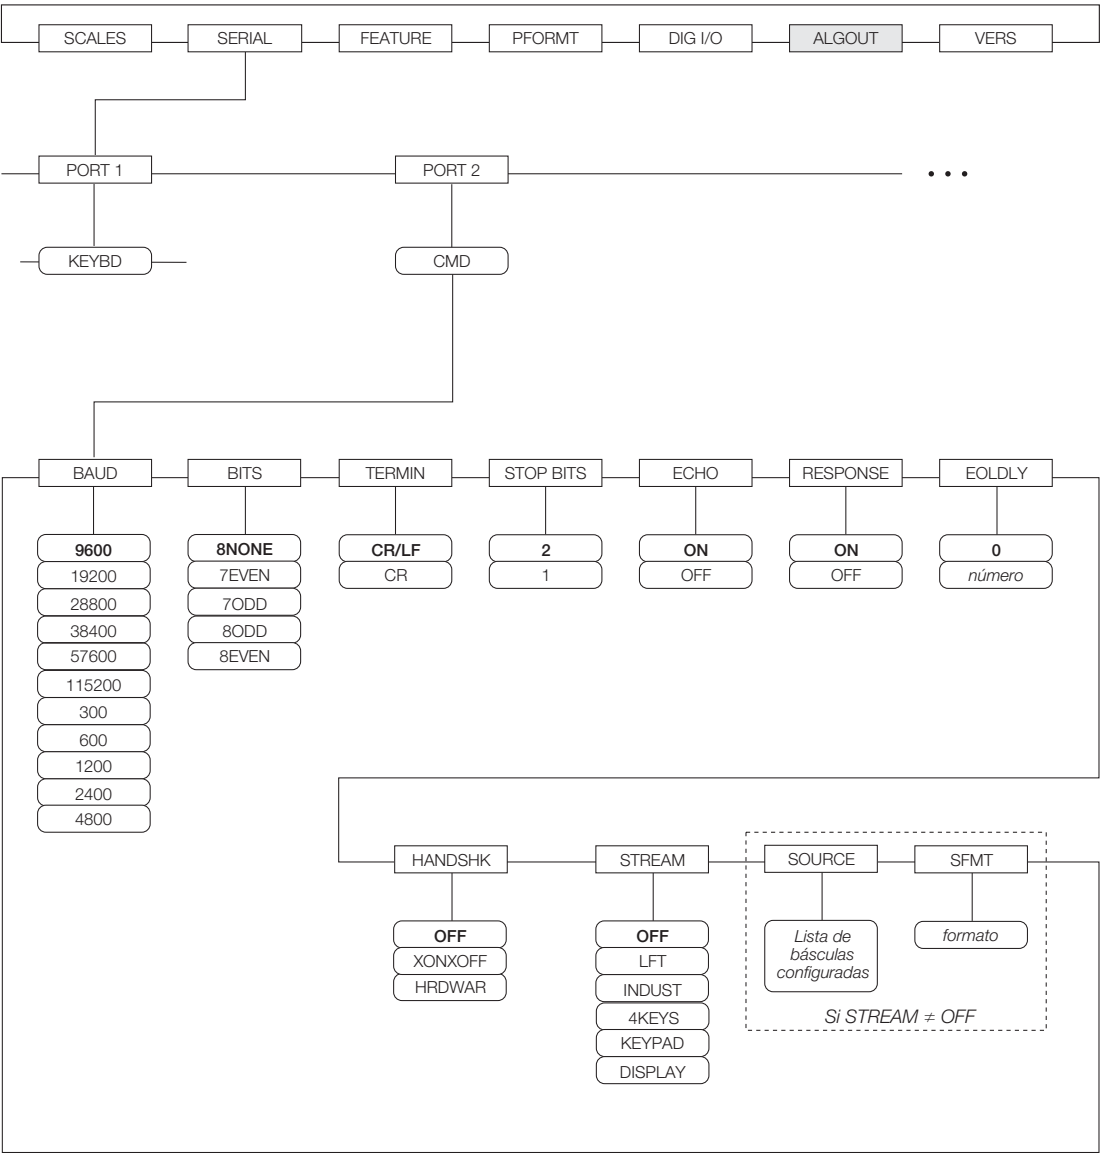 SCALES
SERIAL
FEATURE
PFORMT
DIG I/O
ALGOUT
VERS
PORT 1
PORT 2
KEYBD
CMD
BAUD
BITS
TERMIN
STOP BITS
ECHO
RESPONSE
EOLDLY
9600
19200
28800
38400
57600
115200
300
600
1200
2400
4800
8NONE
7EVEN
7ODD
8ODD
8EVEN
CR/LF
CR
2
1
ON
OFF
ON
OFF
0
número
HANDSHK
STREAM
SOURCE
SFMT
OFF
XONXOFF
HRDWAR
OFF
LFT
INDUST
4KEYS
KEYPAD
DISPLAY
Lista de
básculas
configuradas
formato
Si STREAM ≠ OFF